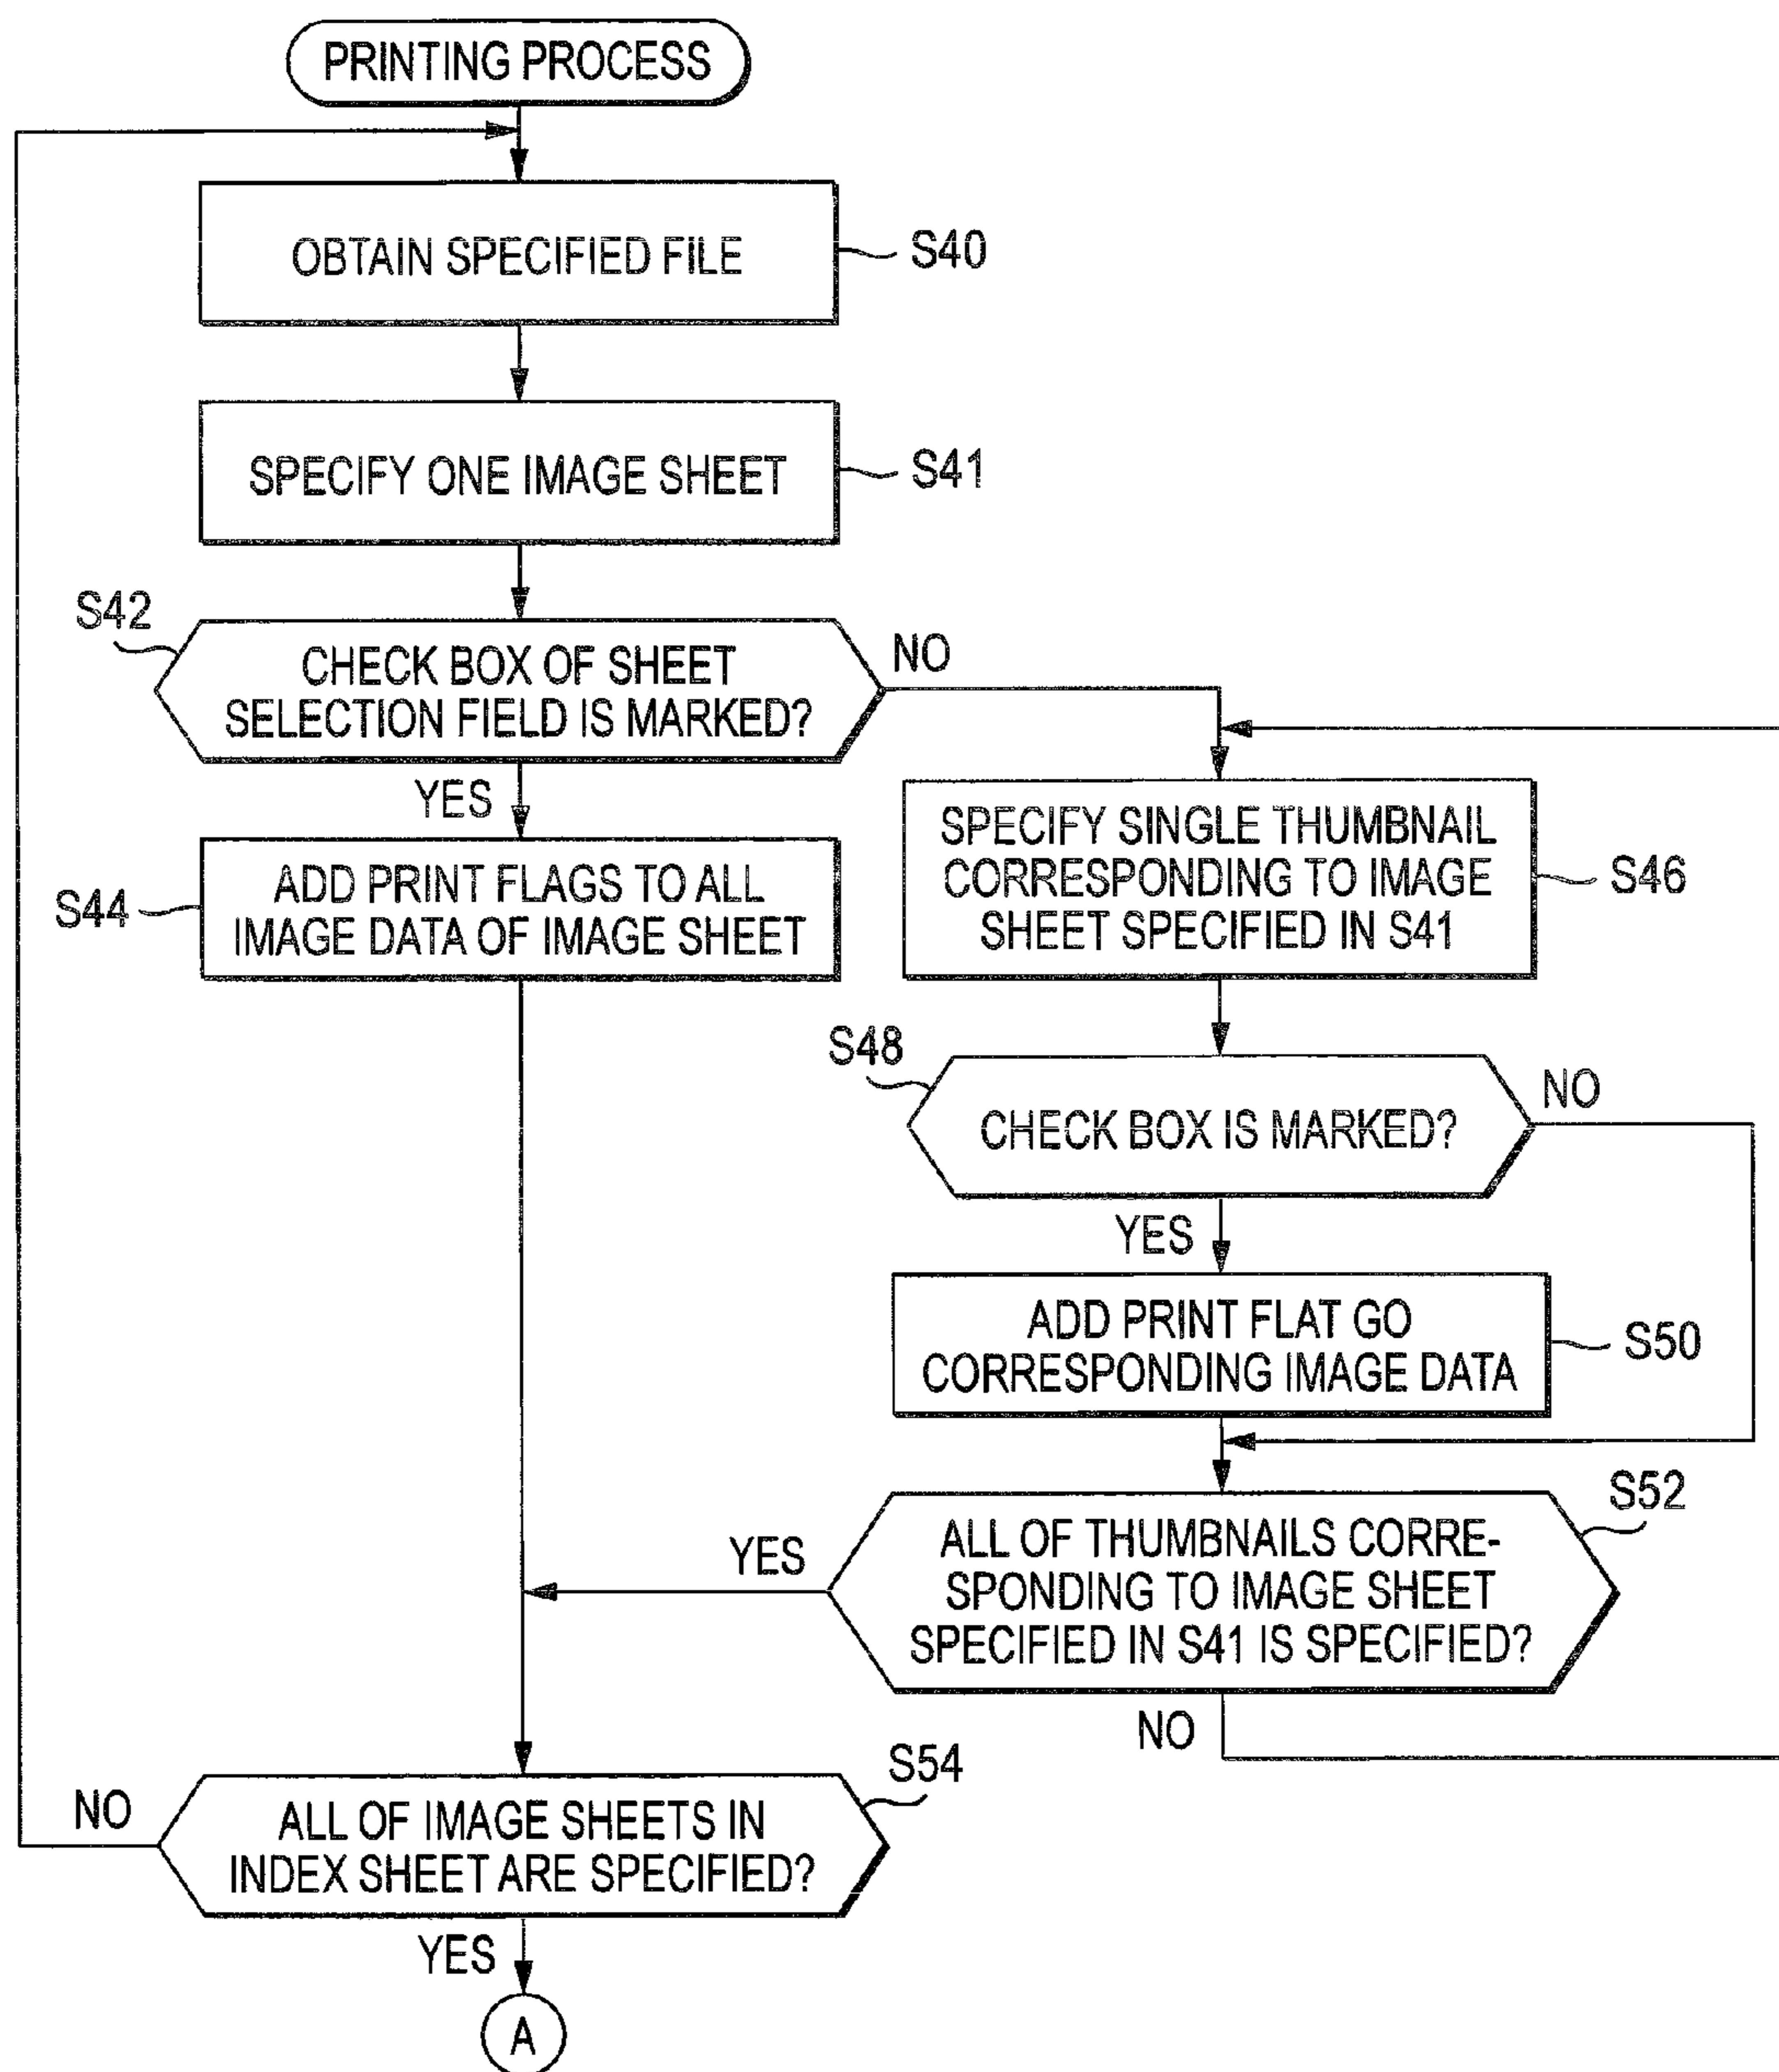 PRINTING PROCESS
OBTAIN SPECIFIED FILE
S40
SPECIFY ONE IMAGE SHEET
S41
S42
CHECK BOX OF SHEET
SELECTION FIELD IS MARKED?
NO
YES
S44
ADD PRINT FLAGS TO ALL
IMAGE DATA OF IMAGE SHEET
SPECIFY SINGLE THUMBNAIL
CORRESPONDING TO IMAGE
SHEET SPECIFIED IN S41
S46
S48
CHECK BOX IS MARKED?
NO
YES
ADD PRINT FLAT GO
CORRESPONDING IMAGE DATA
S50
S52
ALL OF THUMBNAILS CORRE-
SPONDING TO IMAGE SHEET
SPECIFIED IN S41 IS SPECIFIED?
YES
NO
S54
ALL OF IMAGE SHEETS IN
INDEX SHEET ARE SPECIFIED?
NO
YES
A